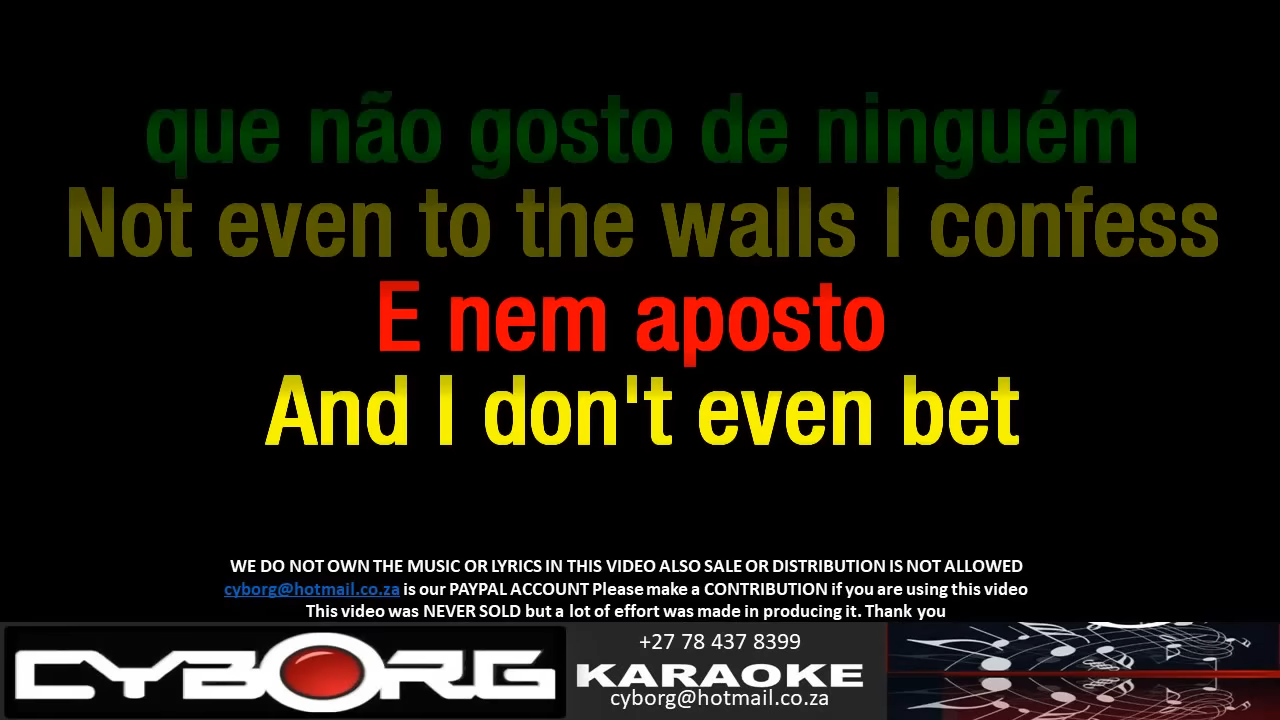 que não gosto de ninguém
Not even to the walls I confess
E nem aposto
And I don't even bet
WE DO NOT OWN THE MUSIC OR LYRICS IN THIS VIDEO ALSO SALE OR DISTRIBUTION IS NOT ALLOWED
cyborg@hotmail.co.za is our PAYPAL ACCOUNT Please make a CONTRIBUTION if you are using this video
This video was NEVER SOLD but a lot of effort was made in producing it. Thank you
CYBORG
+27 78 437 8399
KARAOKE
cyborg@hotmail.co.za